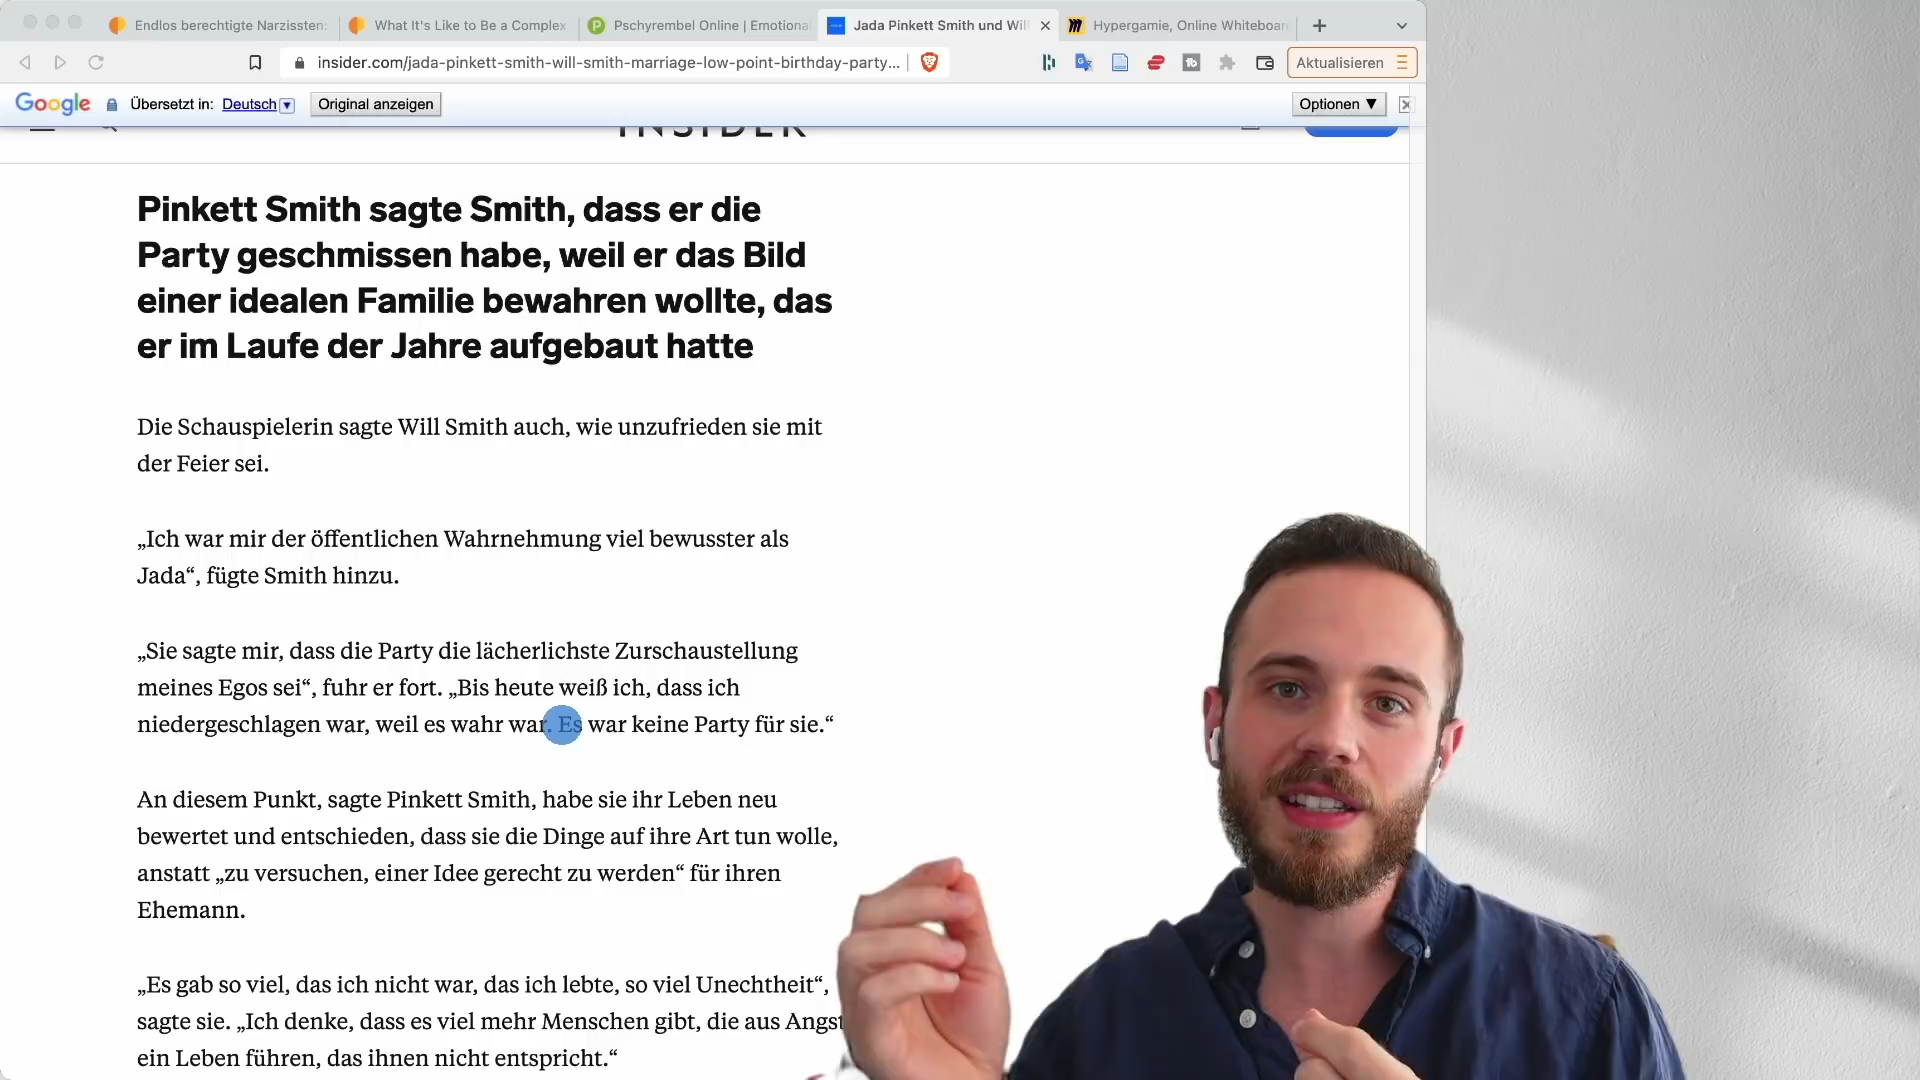 Endlos berechtigte Narzissten:
What It's Like to Be a Complex
Pschyrembel Online | Emotional
Jada Pinkett Smith und Will
Hypergamie, Online Whiteboar
insider.com/jada-pinkett-smith-will-smith-marriage-low-point-birthday-party...
Aktualisieren
Google
Übersetzt in: Deutsch
Original anzeigen
Optionen ▼
INSIDER
Pinkett Smith sagte Smith, dass er die
Party geschmissen habe, weil er das Bild
einer idealen Familie bewahren wollte, das
er im Laufe der Jahre aufgebaut hatte
Die Schauspielerin sagte Will Smith auch, wie unzufrieden sie mit
der Feier sei.
„Ich war mir der öffentlichen Wahrnehmung viel bewusster als
Jada“, fügte Smith hinzu.
„Sie sagte mir, dass die Party die lächerlichste Zurschaustellung
meines Egos sei“, fuhr er fort. „Bis heute weiß ich, dass ich
niedergeschlagen war, weil es wahr war. Es war keine Party für sie.“
An diesem Punkt, sagte Pinkett Smith, habe sie ihr Leben neu
bewertet und entschieden, dass sie die Dinge auf ihre Art tun wolle,
anstatt „zu versuchen, einer Idee gerecht zu werden“ für ihren
Ehemann.
„Es gab so viel, das ich nicht war, das ich lebte, so viel Unechtheit“,
sagte sie. „Ich denke, dass es viel mehr Menschen gibt, die aus Angst
ein Leben führen, das ihnen nicht entspricht.“